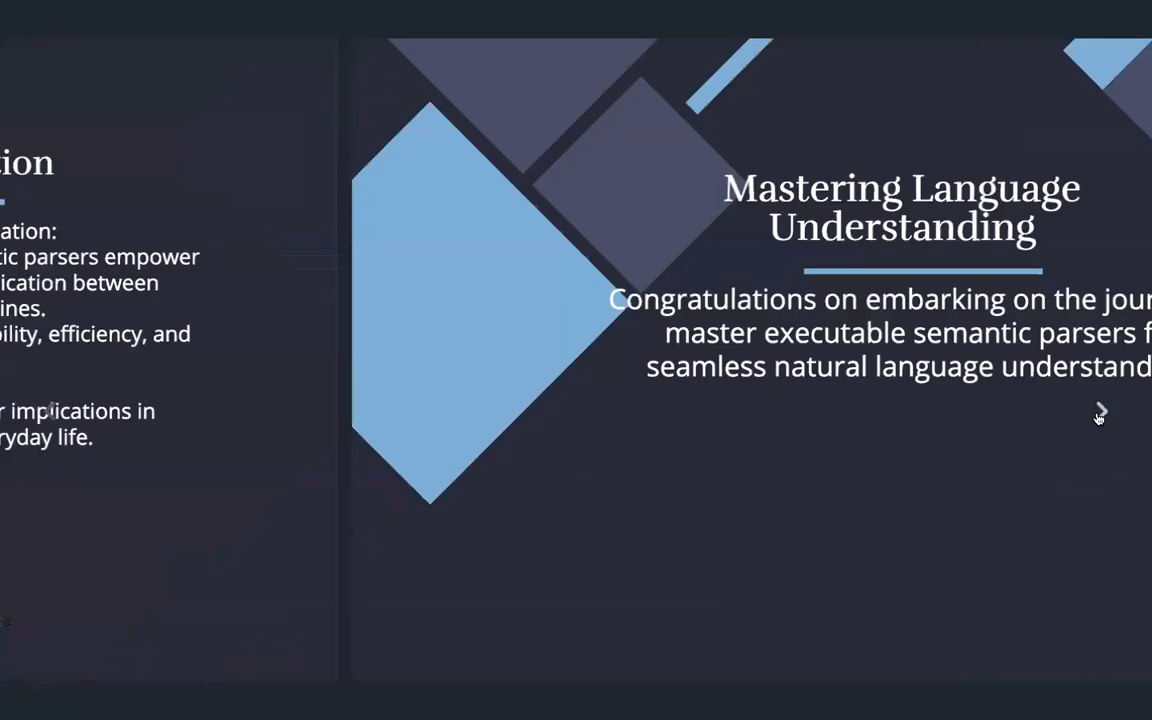 tion
ation:
tic parsers empower
ication between
ines.
bility, efficiency, and
r implications in
ryday life.
Mastering Language
Understanding
Congratulations on embarking on the jour
master executable semantic parsers f
seamless natural language understand